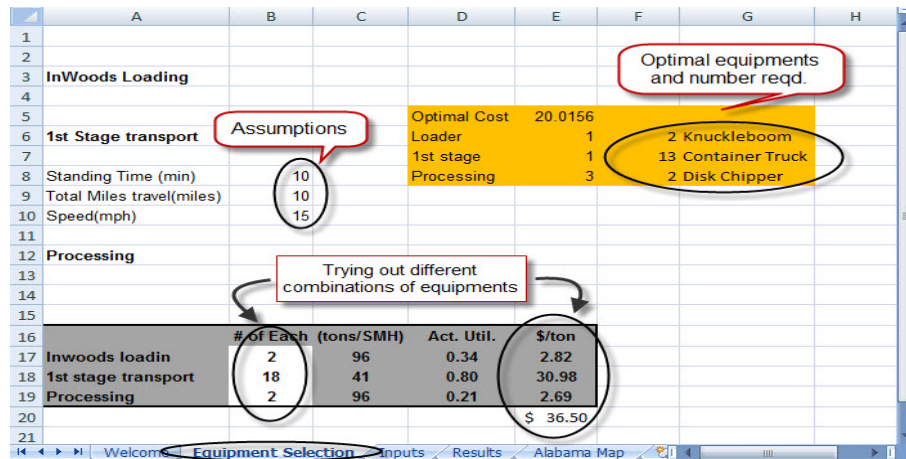 A B C D E F G H
1
2
3 InWoods Loading
4
Optimal equipments
and number reqd.
5 Optimal Cost 20.0156
6 1st Stage transport Assumptions Loader 1 2 Knuckleboom
7 1st stage 1 13 Container Truck
8 Standing Time (min) 10 Processing 3 2 Disk Chipper
9 Total Miles travel(miles) 10
10 Speed(mph) 15
11
12 Processing
13
Trying out different
combinations of equipments
14
15
16 # of Each (tons/SMH) Act. Util. $/ton
17 Inwoods loadin 2 96 0.34 2.82
18 1st stage transport 18 41 0.80 30.98
19 Processing 2 96 0.21 2.69
20 $ 36.50
21
Welcome Equipment Selection Inputs Results Alabama Map